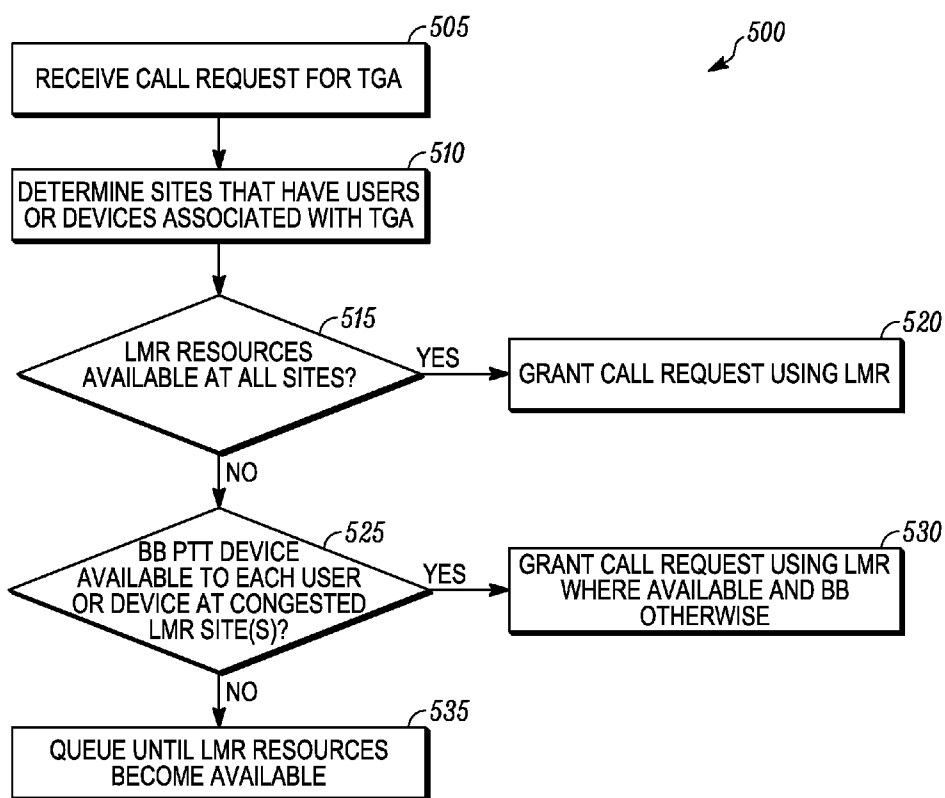 505
500
RECEIVE CALL REQUEST FOR TGA
510
DETERMINE SITES THAT HAVE USERS
OR DEVICES ASSOCIATED WITH TGA
515
LMR RESOURCES
AVAILABLE AT ALL SITES?
YES
520
GRANT CALL REQUEST USING LMR
NO
525
BB PTT DEVICE
AVAILABLE TO EACH USER
OR DEVICE AT CONGESTED
LMR SITE(S)?
YES
530
GRANT CALL REQUEST USING LMR
WHERE AVAILABLE AND BB
OTHERWISE
NO
535
QUEUE UNTIL LMR RESOURCES
BECOME AVAILABLE